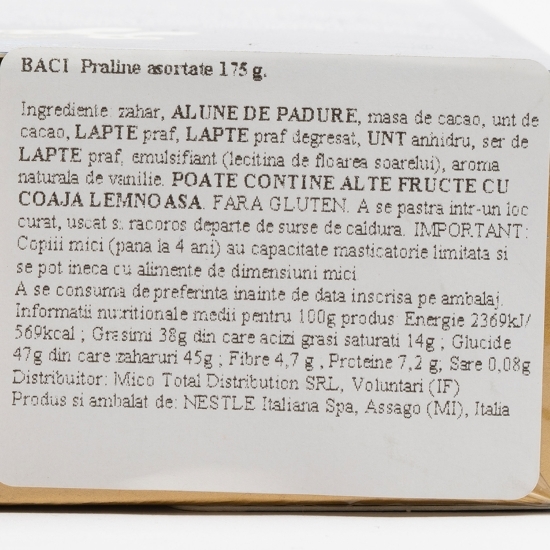 BACI Praline asortate 175 g.
Ingrediente: zahar, ALUNE DE PADURE, masa de cacao, unt de
cacao, LAPTE praf, LAPTE praf degresat, UNT anhidru, ser de
LAPTE praf, emulsifiant (lecitina de floarea soarelui), aroma
naturala de vanilie. POATE CONTINE ALTE FRUCTE CU
COAJA LEMNOASA. FARA GLUTEN. A se pastra intr-un loc
curat, uscat si racoros departe de surse de caldura. IMPORTANT:
Copiii mici (pana la 4 ani) au capacitate masticatorie limitata si
se pot ineca cu alimente de dimensiuni mici
A se consuma de preferinta inainte de data inscrisa pe ambalaj.
Informatii nutritionale medii pentru 100g produs: Energie 2369kJ/
569kcal ; Grasimi 38g din care acizi grasi saturati 14g ; Glucide
47g din care zaharuri 45g ; Fibre 4,7 g , Proteine 7,2 g; Sare 0,08g
Distribuitor: Mico Total Distribution SRL, Voluntari (IF)
Produs si ambalat de: NESTLE Italiana Spa, Assago (MI), Italia